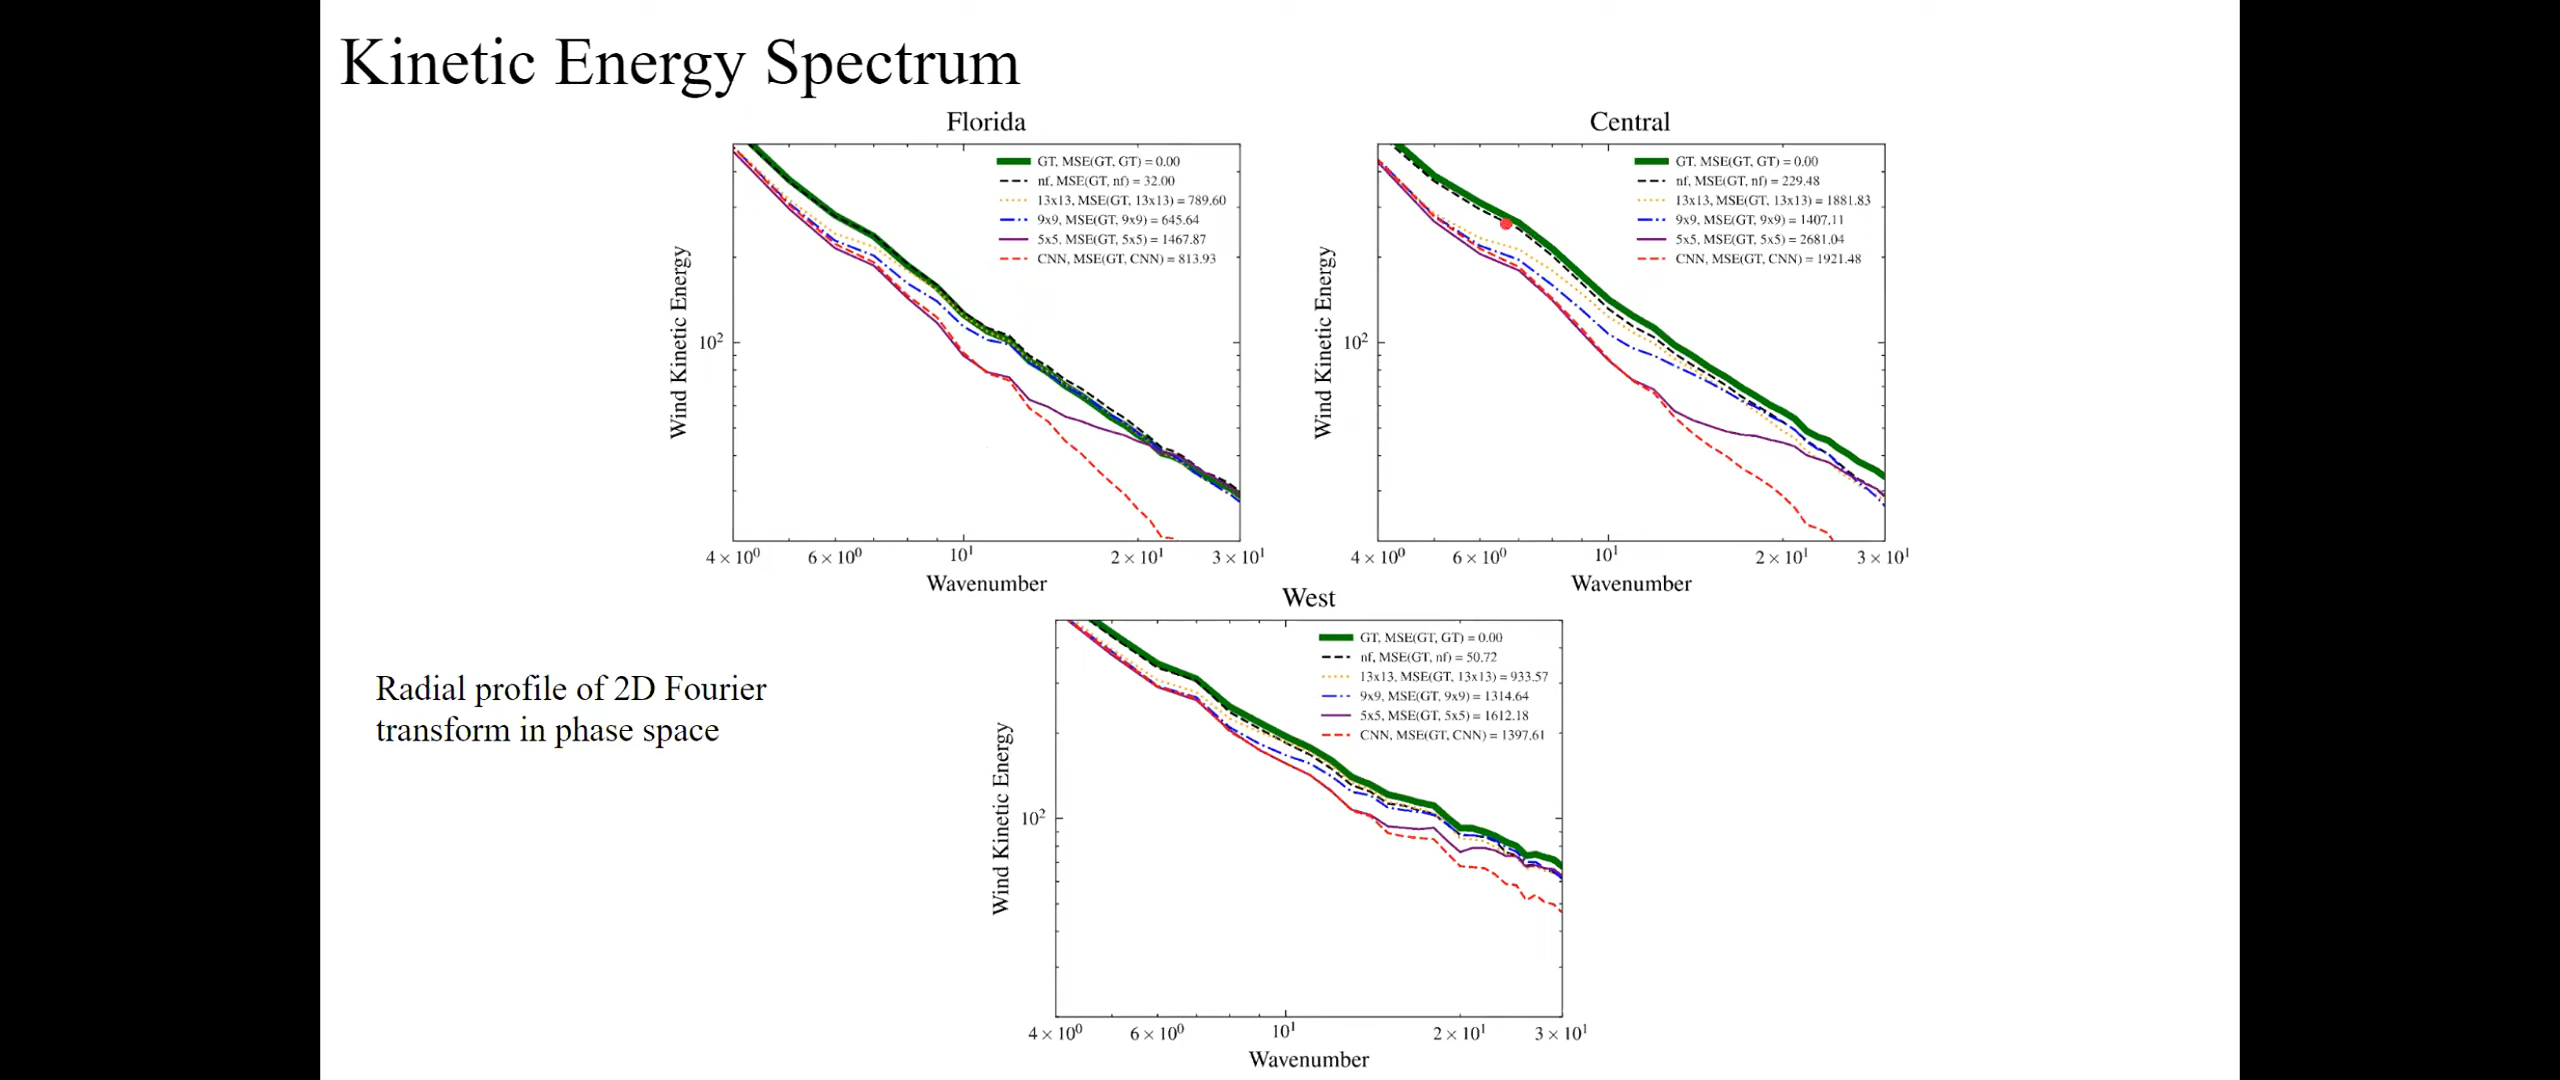 Kinetic Energy Spectrum
Florida
GT, MSE(GT, GT) = 0.00
nf, MSE(GT, nf) = 32.00
13x13, MSE(GT, 13x13) = 789.60
9x9, MSE(GT, 9x9) = 645.64
5x5, MSE(GT, 5x5) = 1467.87
CNN, MSE(GT, CNN) = 813.93
Wind Kinetic Energy
10²
4 × 10⁰ 6 × 10⁰ 10¹ 2 × 10¹ 3 × 10¹
Wavenumber
Central
GT, MSE(GT, GT) = 0.00
nf, MSE(GT, nf) = 229.48
13x13, MSE(GT, 13x13) = 1881.83
9x9, MSE(GT, 9x9) = 1407.11
5x5, MSE(GT, 5x5) = 2681.04
CNN, MSE(GT, CNN) = 1921.48
Wind Kinetic Energy
10²
4 × 10⁰ 6 × 10⁰ 10¹ 2 × 10¹ 3 × 10¹
Wavenumber
Radial profile of 2D Fourier
transform in phase space
West
GT, MSE(GT, GT) = 0.00
nf, MSE(GT, nf) = 50.72
13x13, MSE(GT, 13x13) = 933.57
9x9, MSE(GT, 9x9) = 1314.64
5x5, MSE(GT, 5x5) = 1612.18
CNN, MSE(GT, CNN) = 1397.61
Wind Kinetic Energy
10²
4 × 10⁰ 6 × 10⁰ 10¹ 2 × 10¹ 3 × 10¹
Wavenumber